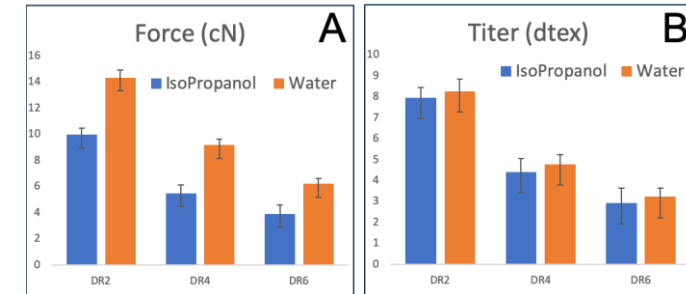 Force (cN)
A
IsoPropanol
Water
16
14
12
10
8
6
4
2
0
DR2
DR4
DR6
Titer (dtex)
B
IsoPropanol
Water
10
9
8
7
6
5
4
3
2
1
0
DR2
DR4
DR6